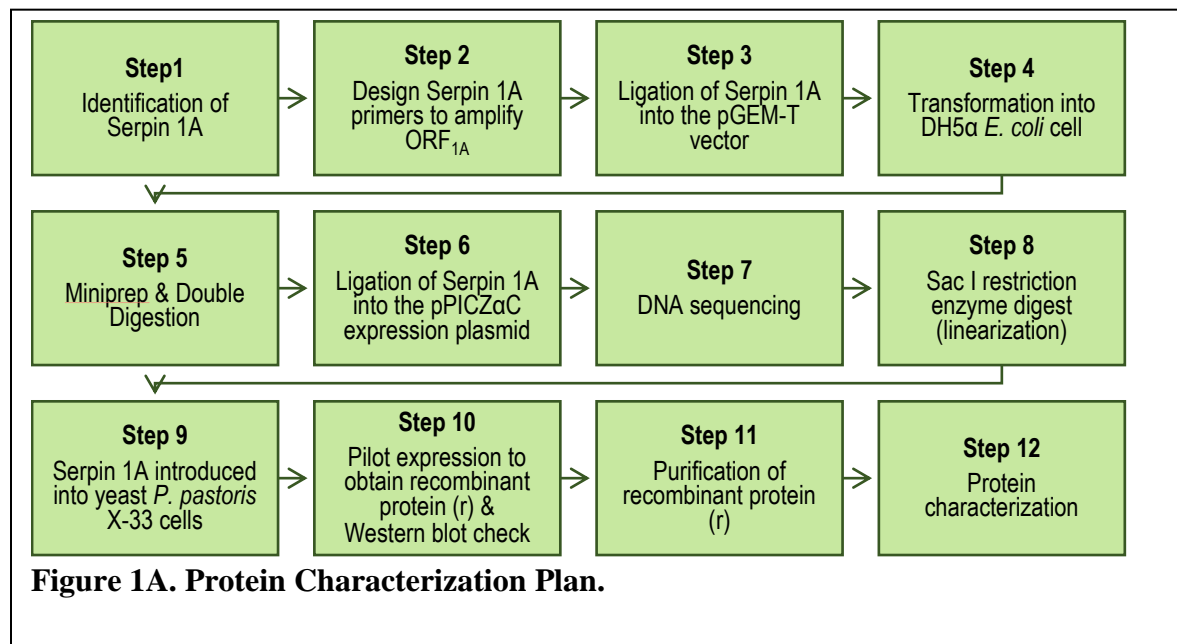 Step1
Identification of
Serpin 1A
Step 2
Design Serpin 1A
primers to amplify
ORF1A
Step 3
Ligation of Serpin 1A
into the pGEM-T
vector
Step 4
Transformation into
DH5α E. coli cell
Step 5
Miniprep & Double
Digestion
Step 6
Ligation of Serpin 1A
into the pPICZαC
expression plasmid
Step 7
DNA sequencing
Step 8
Sac I restriction
enzyme digest
(linearization)
Step 9
Serpin 1A introduced
into yeast P. pastoris
X-33 cells
Step 10
Pilot expression to
obtain recombinant
protein (r) &
Western blot check
Step 11
Purification of
recombinant protein
(r)
Step 12
Protein
characterization
Figure 1A. Protein Characterization Plan.